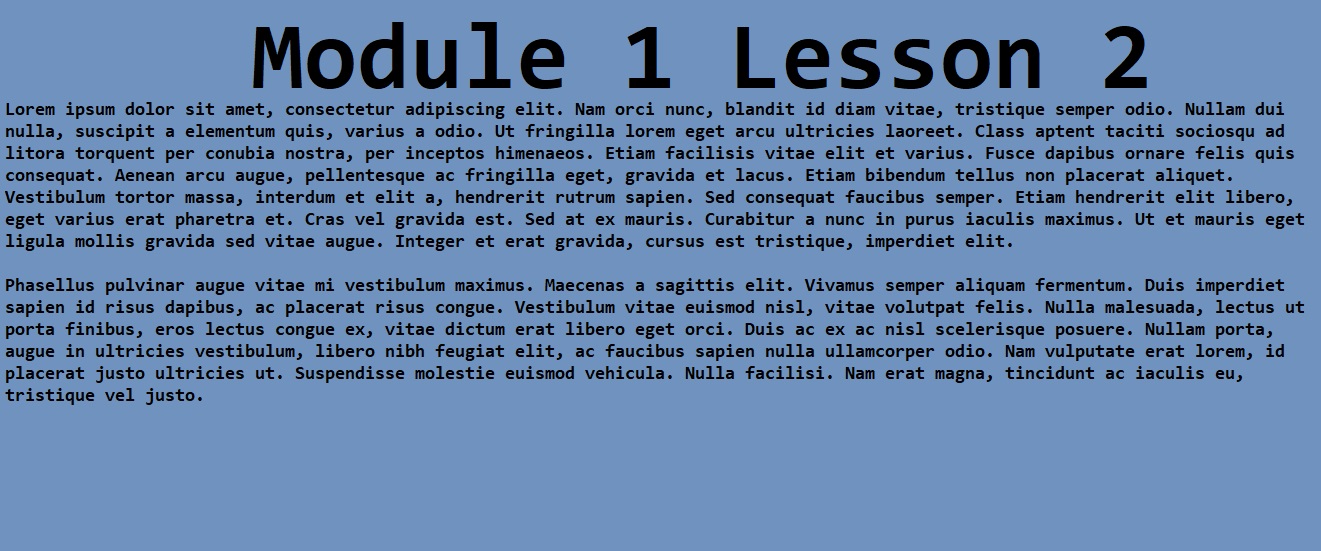 Module 1 Lesson 2
Lorem ipsum dolor sit amet, consectetur adipiscing elit. Nam orci nunc, blandit id diam vitae, tristique semper odio. Nullam dui
nulla, suscipit a elementum quis, varius a odio. Ut fringilla lorem eget arcu ultricies laoreet. Class aptent taciti sociosqu ad
litora torquent per conubia nostra, per inceptos himenaeos. Etiam facilisis vitae elit et varius. Fusce dapibus ornare felis quis
consequat. Aenean arcu augue, pellentesque ac fringilla eget, gravida et lacus. Etiam bibendum tellus non placerat aliquet.
Vestibulum tortor massa, interdum et elit a, hendrerit rutrum sapien. Sed consequat faucibus semper. Etiam hendrerit elit libero,
eget varius erat pharetra et. Cras vel gravida est. Sed at ex mauris. Curabitur a nunc in purus iaculis maximus. Ut et mauris eget
ligula mollis gravida sed vitae augue. Integer et erat gravida, cursus est tristique, imperdiet elit.
Phasellus pulvinar augue vitae mi vestibulum maximus. Maecenas a sagittis elit. Vivamus semper aliquam fermentum. Duis imperdiet
sapien id risus dapibus, ac placerat risus congue. Vestibulum vitae euismod nisl, vitae volutpat felis. Nulla malesuada, lectus ut
porta finibus, eros lectus congue ex, vitae dictum erat libero eget orci. Duis ac ex ac nisl scelerisque posuere. Nullam porta,
augue in ultricies vestibulum, libero nibh feugiat elit, ac faucibus sapien nulla ullamcorper odio. Nam vulputate erat lorem, id
placerat justo ultricies ut. Suspendisse molestie euismod vehicula. Nulla facilisi. Nam erat magna, tincidunt ac iaculis eu,
tristique vel justo.